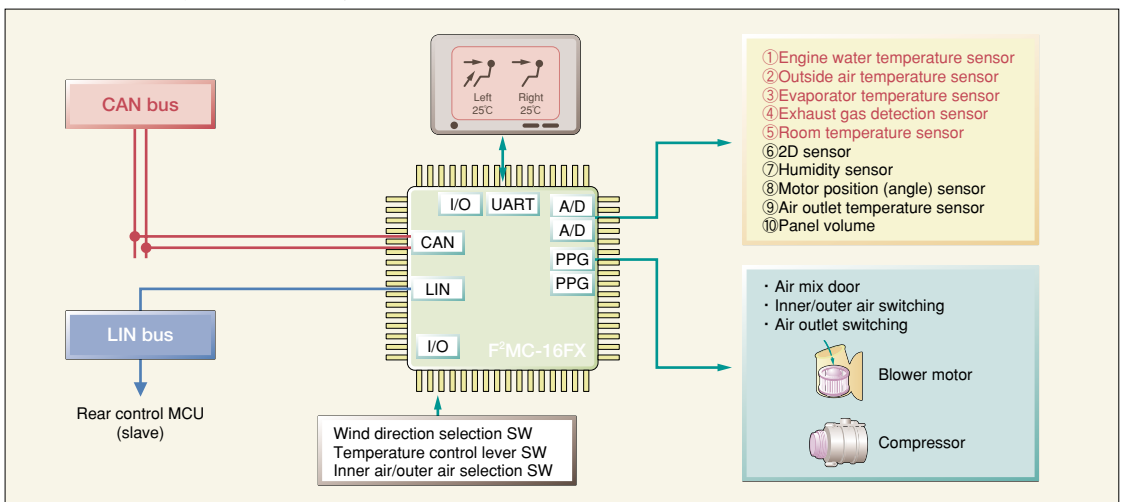 CAN bus
LIN bus
Rear control MCU
(slave)
Left
25℃
Right
25℃
I/O
UART
A/D
A/D
CAN
PPG
LIN
PPG
I/O
F²MC-16FX
Wind direction selection SW
Temperature control lever SW
Inner air/outer air selection SW
①Engine water temperature sensor
②Outside air temperature sensor
③Evaporator temperature sensor
④Exhaust gas detection sensor
⑤Room temperature sensor
⑥2D sensor
⑦Humidity sensor
⑧Motor position (angle) sensor
⑨Air outlet temperature sensor
⑩Panel volume
・Air mix door
・Inner/outer air switching
・Air outlet switching
Blower motor
Compressor